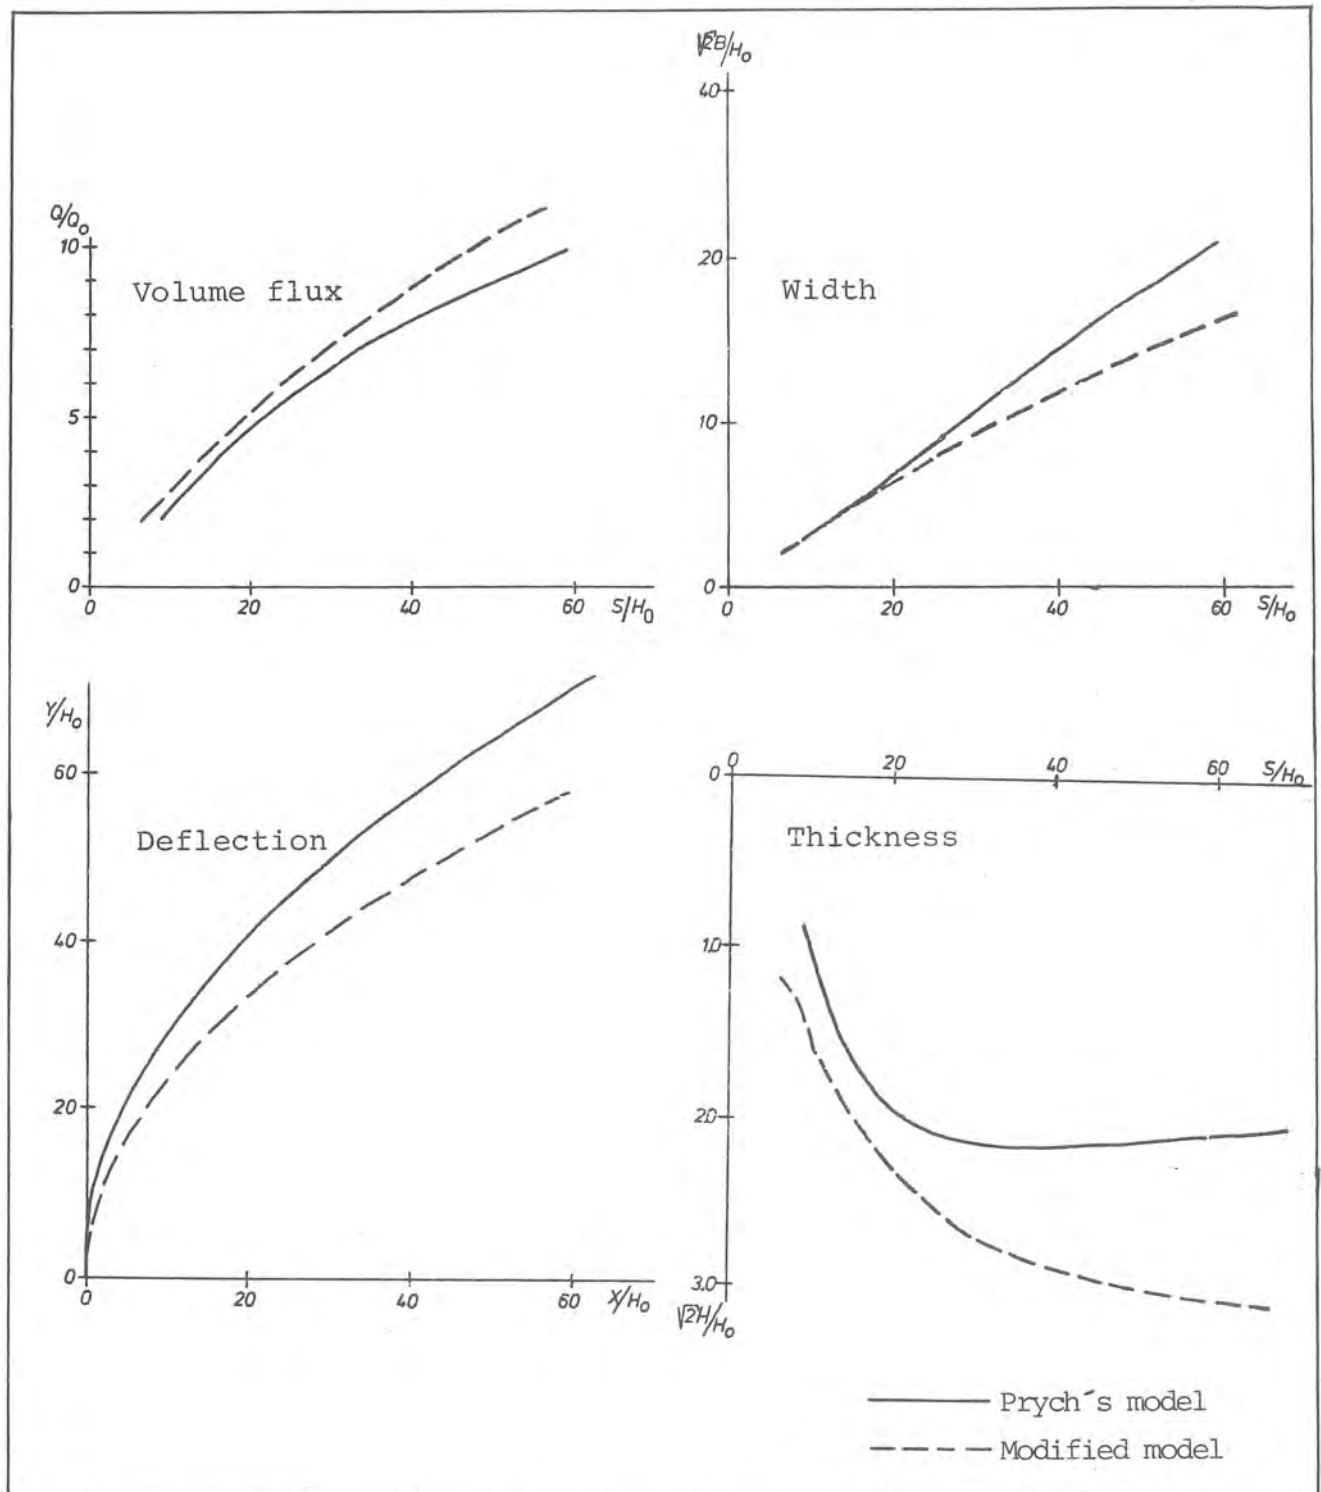 Q/Q₀
10
5
0
0 20 40 60 S/H₀
Volume flux
√2B/H₀
40
20
10
0
0 20 40 60 S/H₀
Width
Y/H₀
60
40
20
0
0 20 40 60 X/H₀
Deflection
0 20 40 60 S/H₀
0
1.0
2.0
3.0
√2H/H₀
Thickness
Prych´s model
Modified model